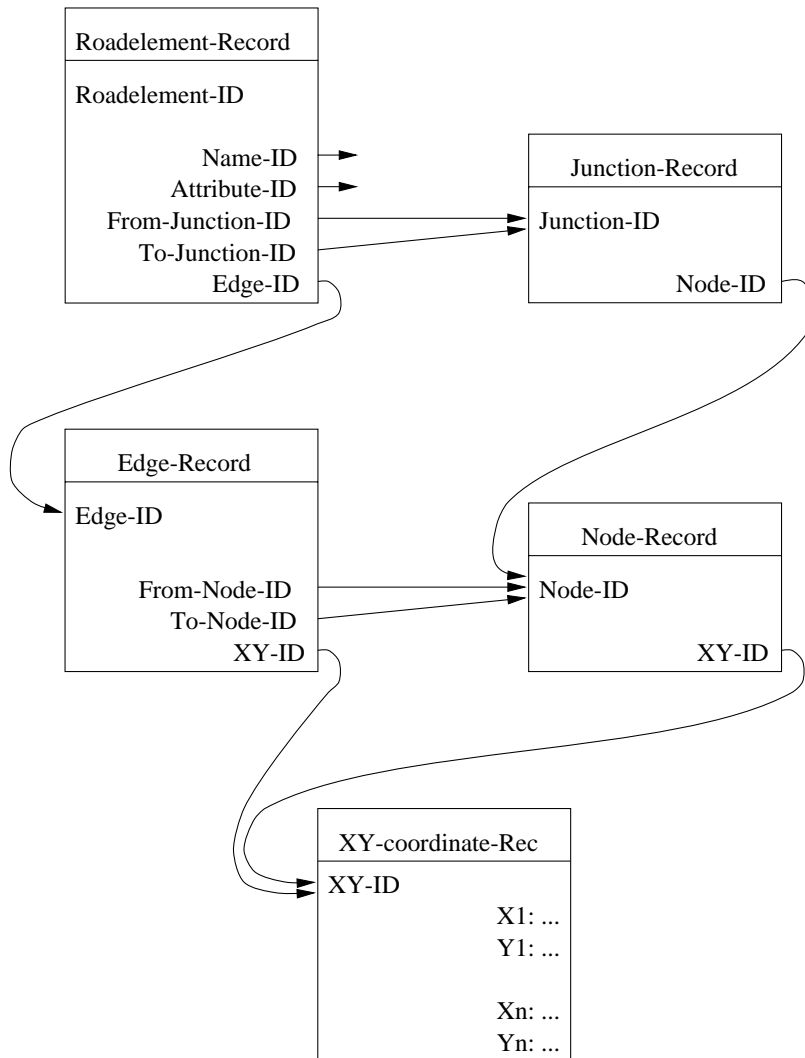 Roadelement-Record
Roadelement-ID
Name-ID
Attribute-ID
From-Junction-ID
To-Junction-ID
Edge-ID
Junction-Record
Junction-ID
Node-ID
Edge-Record
Edge-ID
From-Node-ID
To-Node-ID
XY-ID
Node-Record
Node-ID
XY-ID
XY-coordinate-Rec
XY-ID
X1: ...
Y1: ...
Xn: ...
Yn: ...